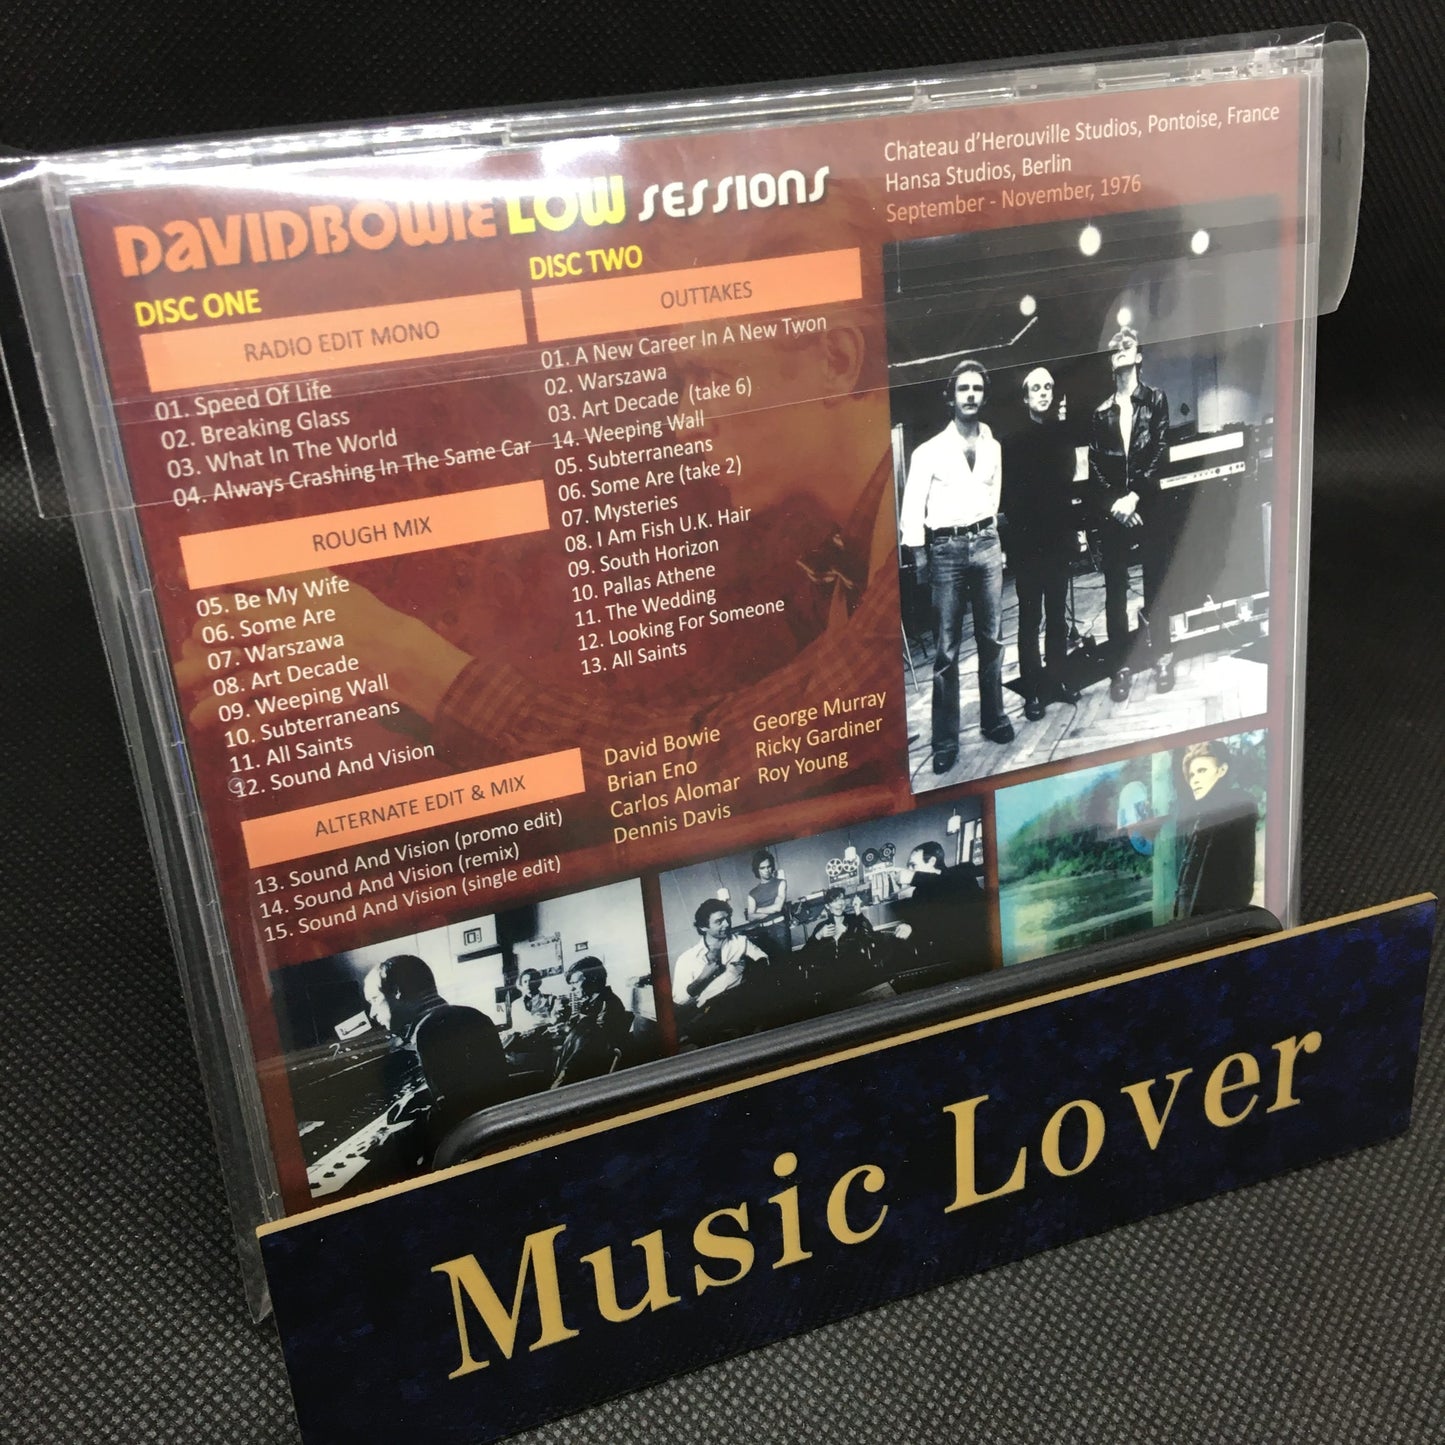 DAVIDBOWIE LOW SESSIONS
Chateau d'Herouville Studios, Pontoise, France
Hansa Studios, Berlin
September - November, 1976
DISC ONE
RADIO EDIT MONO
01. Speed Of Life
02. Breaking Glass
03. What In The World
04. Always Crashing In The Same Car
ROUGH MIX
05. Be My Wife
06. Some Are
07. Warszawa
08. Art Decade
09. Weeping Wall
10. Subterraneans
11. All Saints
12. Sound And Vision
ALTERNATE EDIT & MIX
13. Sound And Vision (promo edit)
14. Sound And Vision (remix)
15. Sound And Vision (single edit)
DISC TWO
OUTTAKES
01. A New Career In A New Twon
02. Warszawa
03. Art Decade (take 6)
14. Weeping Wall
05. Subterraneans
06. Some Are (take 2)
07. Mysteries
08. I Am Fish U.K. Hair
09. South Horizon
10. Pallas Athene
11. The Wedding
12. Looking For Someone
13. All Saints
David Bowie
Brian Eno
Carlos Alomar
Dennis Davis
George Murray
Ricky Gardiner
Roy Young
Music Lover